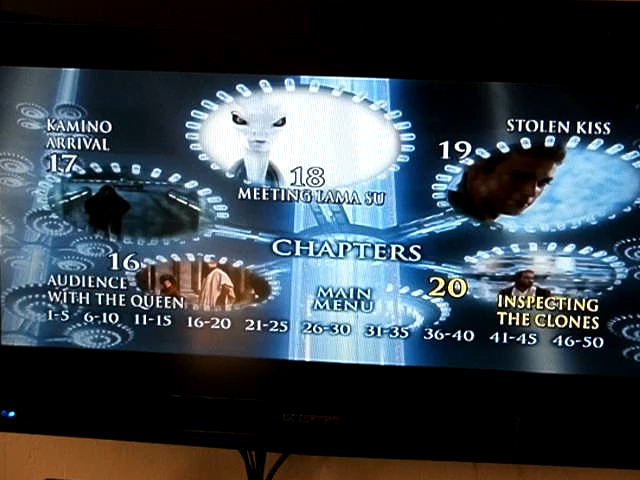 KAMINO
ARRIVAL
17
18
MEETING LAMA SU
STOLEN KISS
19
CHAPTERS
16
AUDIENCE
WITH THE QUEEN
MAIN
MENU
20
INSPECTING
THE CLONES
1-5 6-10 11-15 16-20 21-25 26-30 31-35 36-40 41-45 46-50